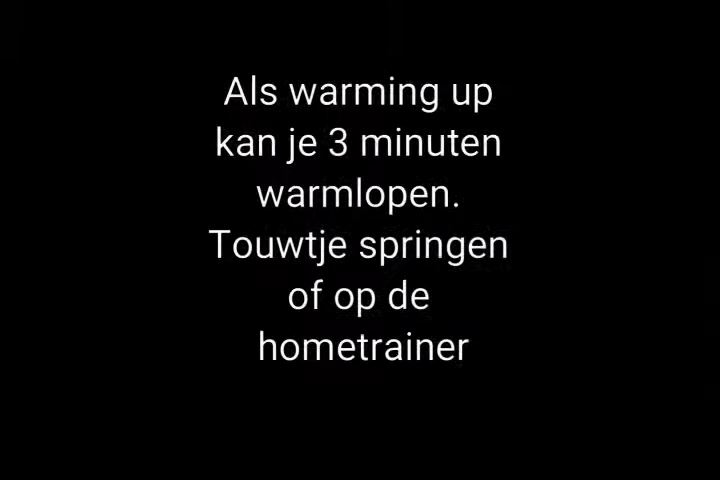 Als warming up
kan je 3 minuten
warmlopen.
Touwtje springen
of op de
hometrainer